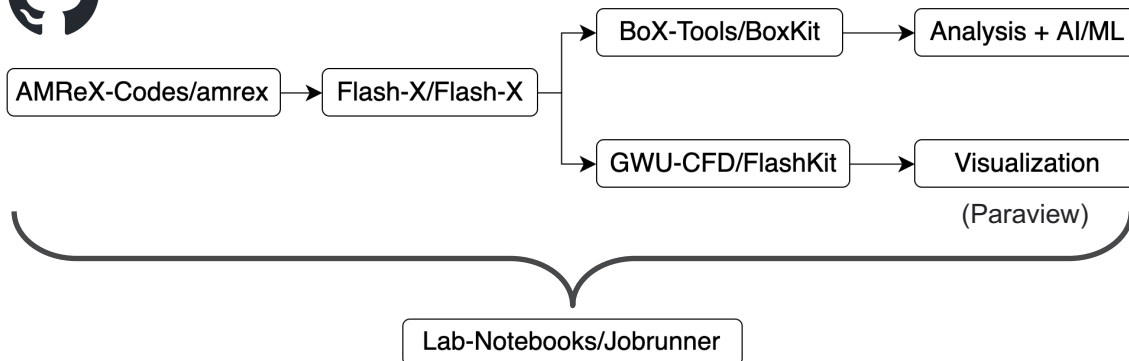 BoX-Tools/BoxKit
Analysis + AI/ML
AMReX-Codes/amrex
Flash-X/Flash-X
GWU-CFD/FlashKit
Visualization
(Paraview)
Lab-Notebooks/Jobrunner